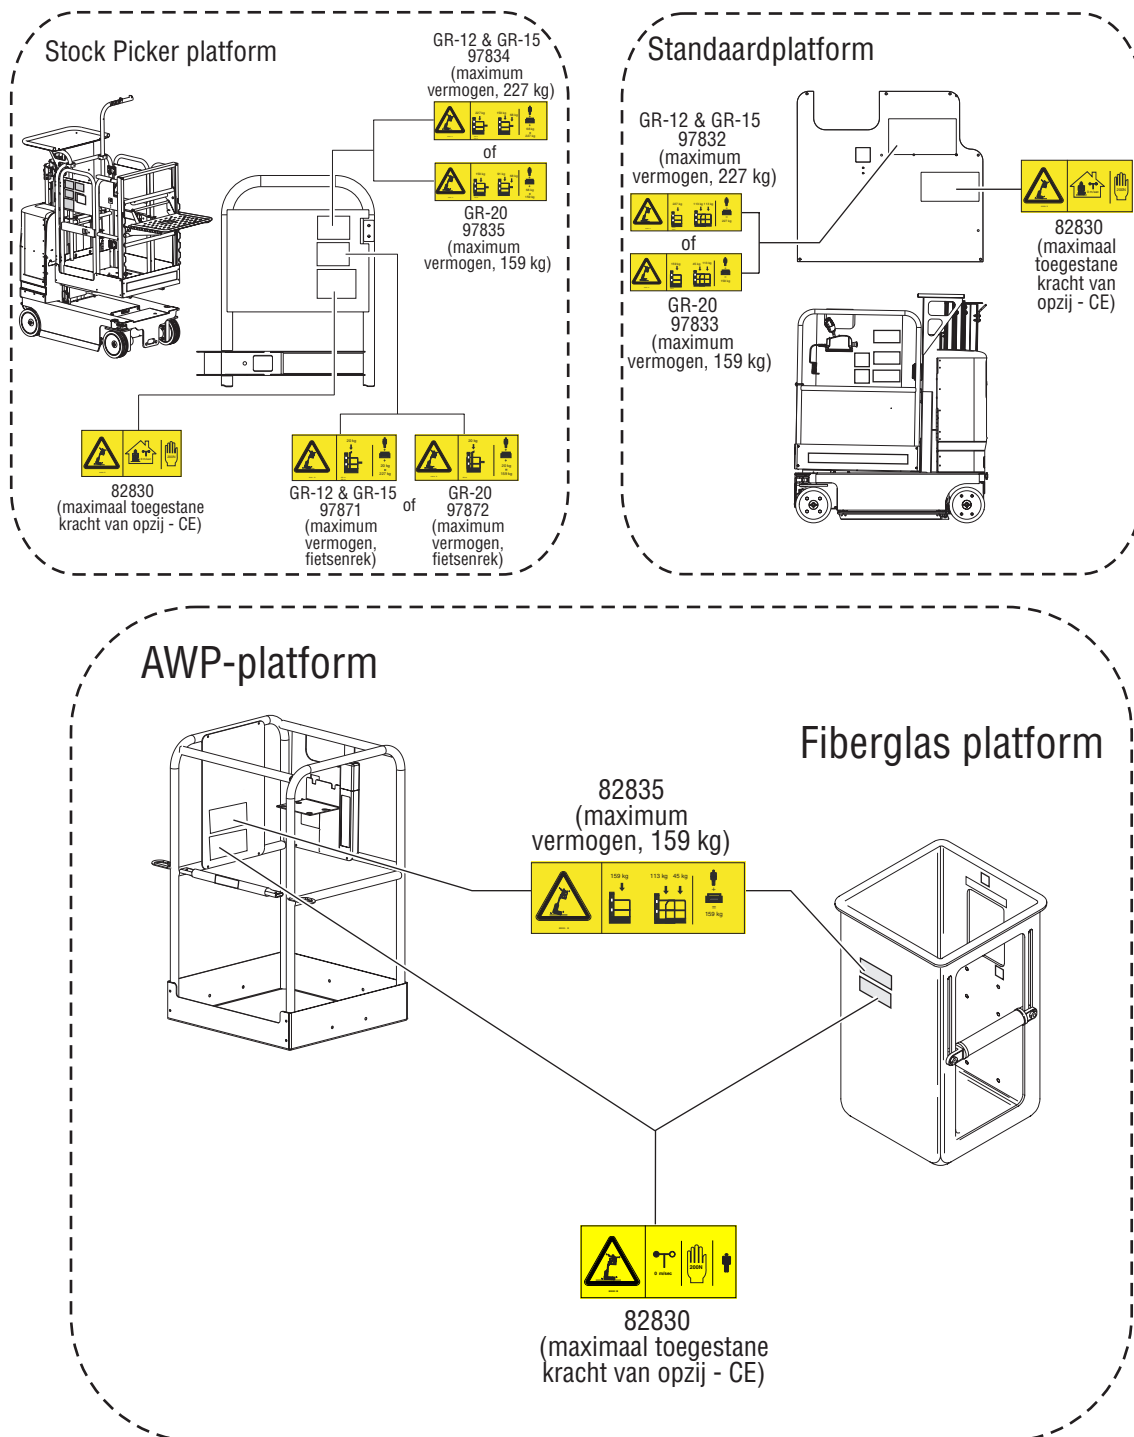 Stock Picker platform
GR-12 & GR-15
97834
(maximum
vermogen, 227 kg)
of
GR-20
97835
(maximum
vermogen, 159 kg)
82830
(maximaal toegestane
kracht van opzij - CE)
GR-12 & GR-15
97871
(maximum
vermogen,
fietsenrek)
of
GR-20
97872
(maximum
vermogen,
fietsenrek)
Standaardplatform
GR-12 & GR-15
97832
(maximum
vermogen, 227 kg)
of
GR-20
97833
(maximum
vermogen, 159 kg)
82830
(maximaal
toegestane
kracht van
opzij - CE)
AWP-platform
Fiberglas platform
82835
(maximum
vermogen, 159 kg)
159 kg
113 kg 45 kg
+
=
159 kg
0 m/sec
200N
82830
(maximaal toegestane
kracht van opzij - CE)